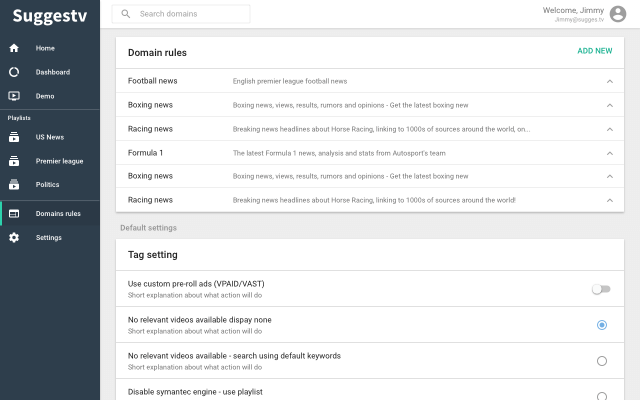 Suggestv
Search domains
Welcome, Jimmy
Jimmy@sugges.tv
Home
Dashboard
Demo
Playlists
US News
Premier league
Politics
Domains rules
Settings
Domain rules
ADD NEW
Football news
English premier league football news
Boxing news
Boxing news, views, results, rumors and opinions - Get the latest boxing new
Racing news
Breaking news headlines about Horse Racing, linking to 1000s of sources around the world, on...
Formula 1
The latest Formula 1 news, analysis and stats from Autosport's team
Boxing news
Boxing news, views, results, rumors and opinions - Get the latest boxing new
Racing news
Breaking news headlines about Horse Racing, linking to 1000s of sources around the world!
Default settings
Tag setting
Use custom pre-roll ads (VPAID/VAST)
Short explanation about what action will do
No relevant videos available dispay none
Short explanation about what action will do
No relevant videos available - search using default keywords
Short explanation about what action will do
Disable symantec engine - use playlist